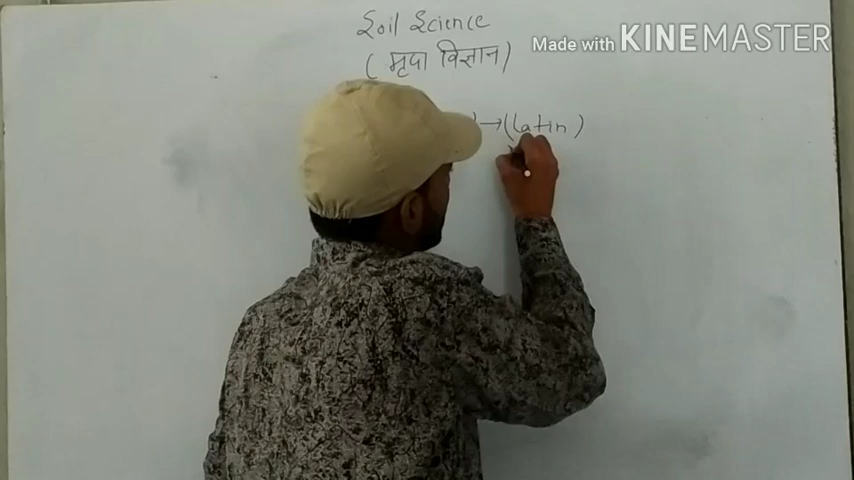 Soil Science
(मृदा विज्ञान)
Made with KINEMASTER
) → (Latin)